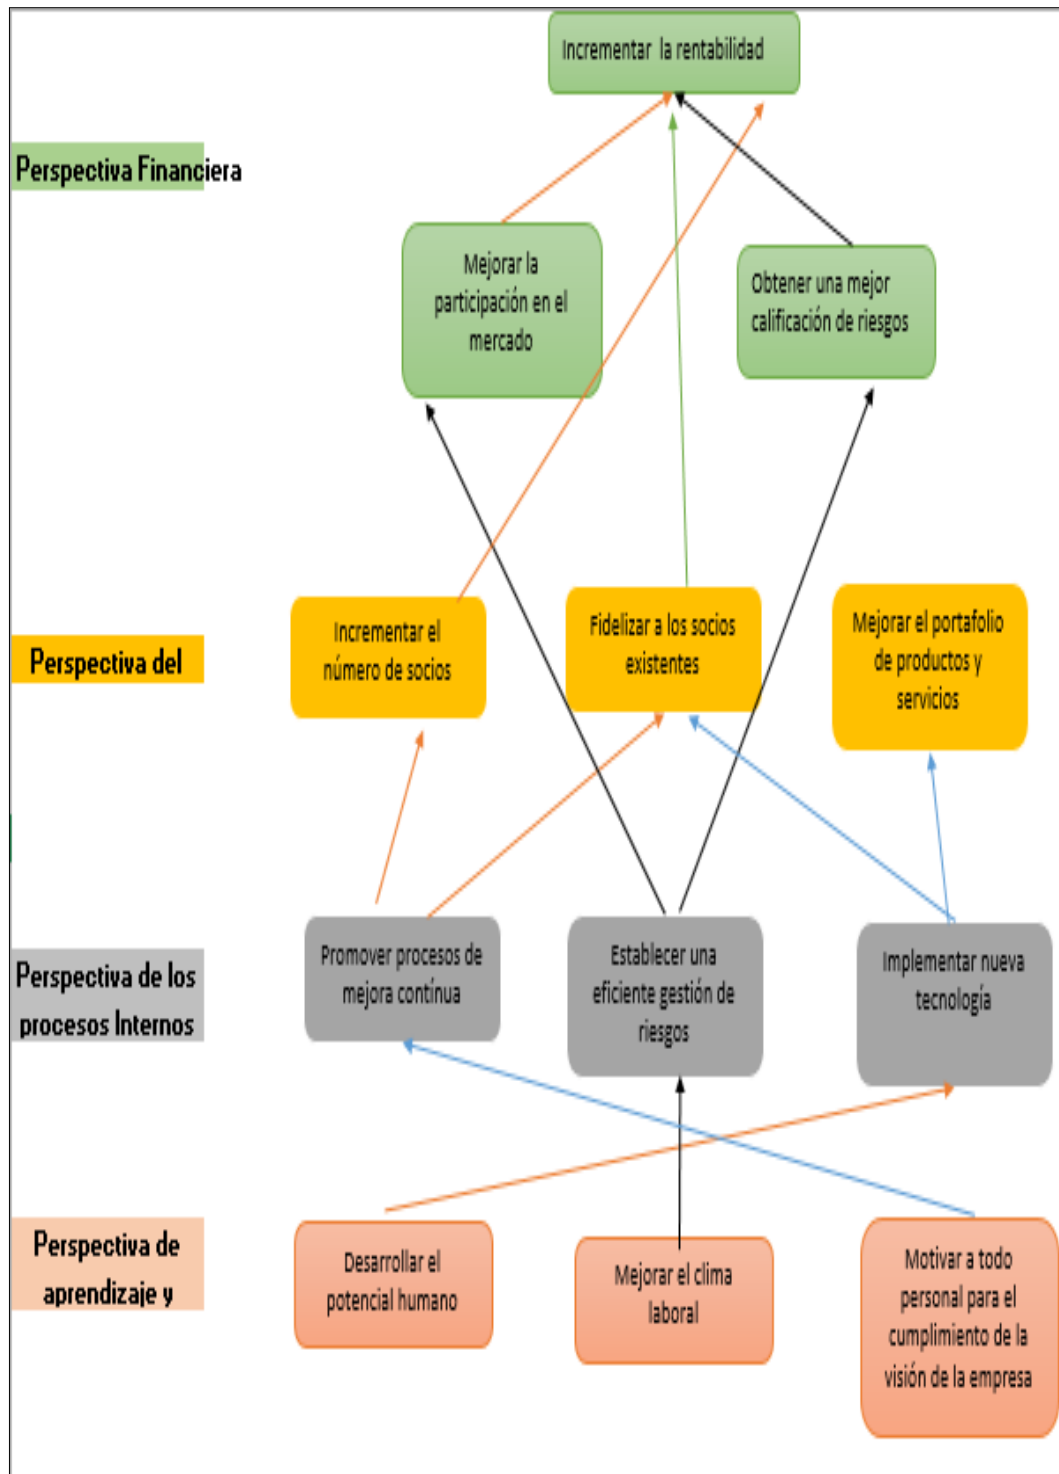 Incrementar la rentabilidad
Perspectiva Financiera
Mejorar la
participación en el
mercado
Obtener una mejor
calificación de riesgos
Perspectiva del
Incrementar el
número de socios
Fidelizar a los socios
existentes
Mejorar el portafolio
de productos y
servicios
Perspectiva de los
procesos Internos
Promover procesos de
mejora contínua
Establecer una
eficiente gestión de
riesgos
Implementar nueva
tecnología
Perspectiva de
aprendizaje y
Desarrollar el
potencial humano
Mejorar el clima
laboral
Motivar a todo
personal para el
cumplimiento de la
visión de la empresa